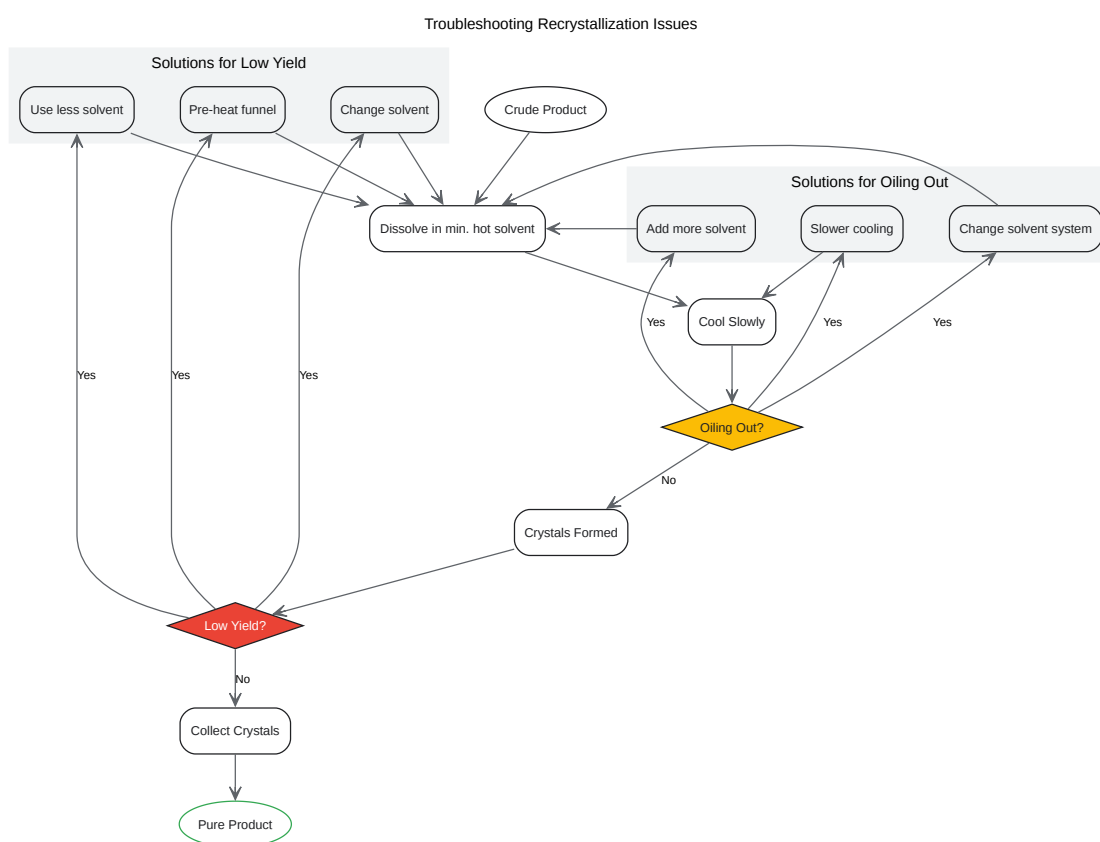 Troubleshooting Recrystallization Issues
Solutions for Low Yield
Use less solvent
Pre-heat funnel
Change solvent
Crude Product
Solutions for Oiling Out
Dissolve in min. hot solvent
Add more solvent
Slower cooling
Change solvent system
Cool Slowly
Yes
Yes
Yes
Yes
Yes
Yes
Oiling Out?
No
Crystals Formed
Low Yield?
No
Collect Crystals
Pure Product